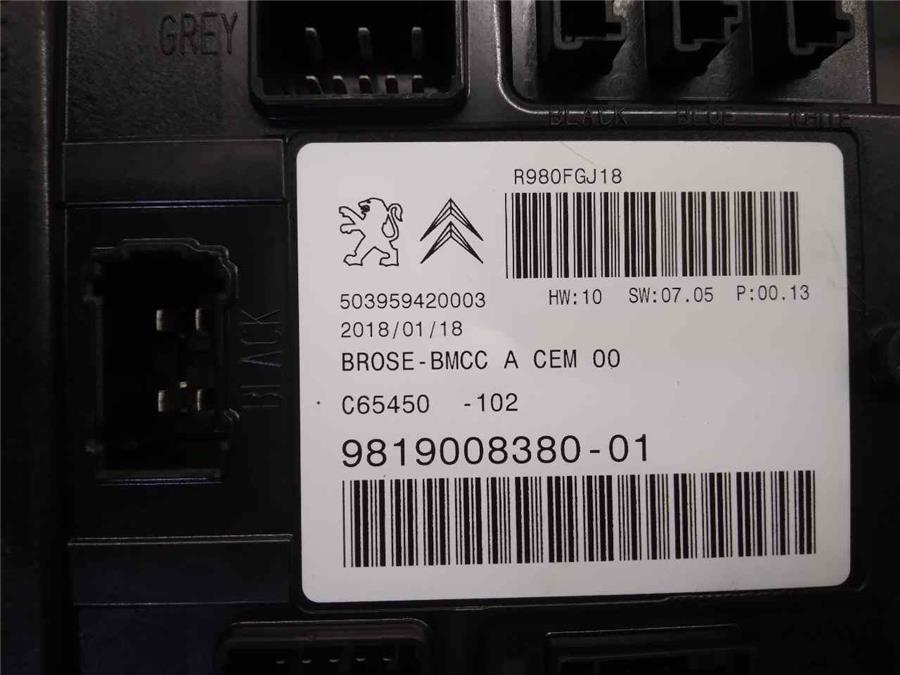 GREY
BLACK BLUE WHITE
R980FGJ18
503959420003 HW:10 SW:07.05 P:00.13
2018/01/18
BROSE-BMCC A CEM 00
BLACK
C65450 -102
9819008380-01